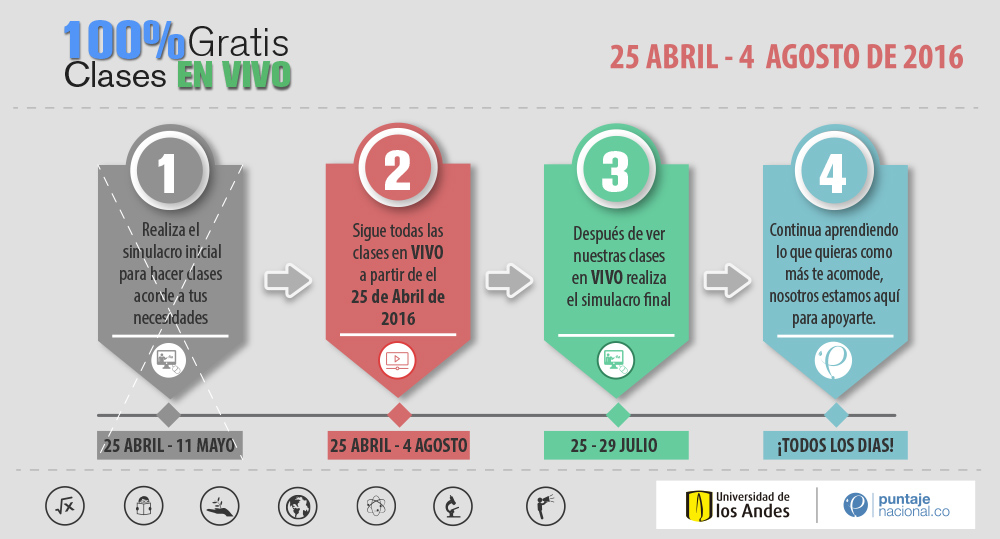 100% Gratis
Clases EN VIVO
25 ABRIL - 4 AGOSTO DE 2016
1
Realiza el
simulacro inicial
para hacer clases
acorde a tus
necesidades
25 ABRIL - 11 MAYO
2
Sigue todas las
clases en VIVO
a partir de el
25 de Abril de
2016
25 ABRIL - 4 AGOSTO
3
Después de ver
nuestras clases
en VIVO realiza
el simulacro final
25 - 29 JULIO
4
Continua aprendiendo
lo que quieras como
más te acomode,
nosotros estamos aquí
para apoyarte.
¡TODOS LOS DIAS!
√x
Universidad de
los Andes
puntaje
nacional.co